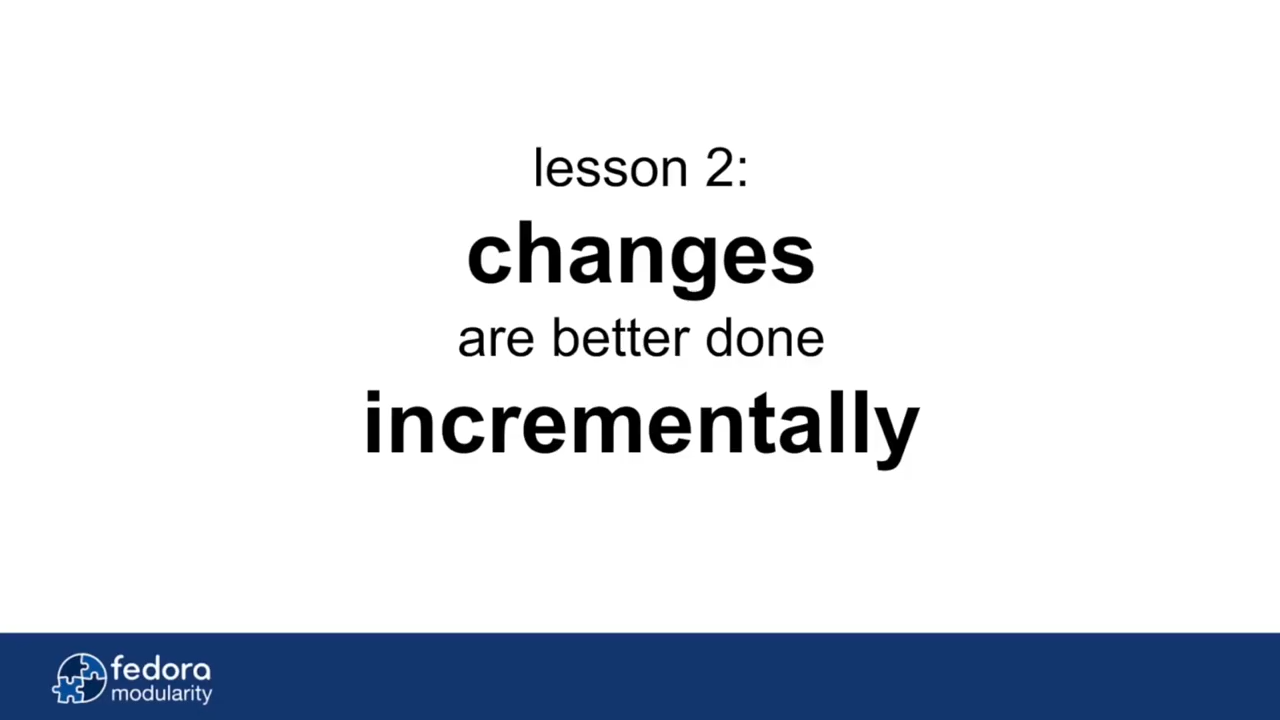 lesson 2:
changes
are better done
incrementally
fedora
modularity